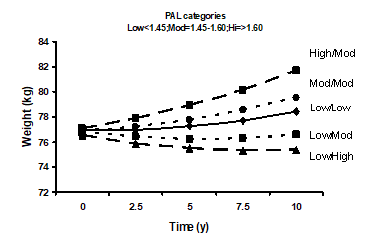 PAL categories
Low<1.45;Mod=1.45-1.60;Hi=>1.60
84
82
80
78
76
74
72
Weight (kg)
High/Mod
Mod/Mod
Low/Low
Low/Mod
Low/High
0 2.5 5 7.5 10
Time (y)